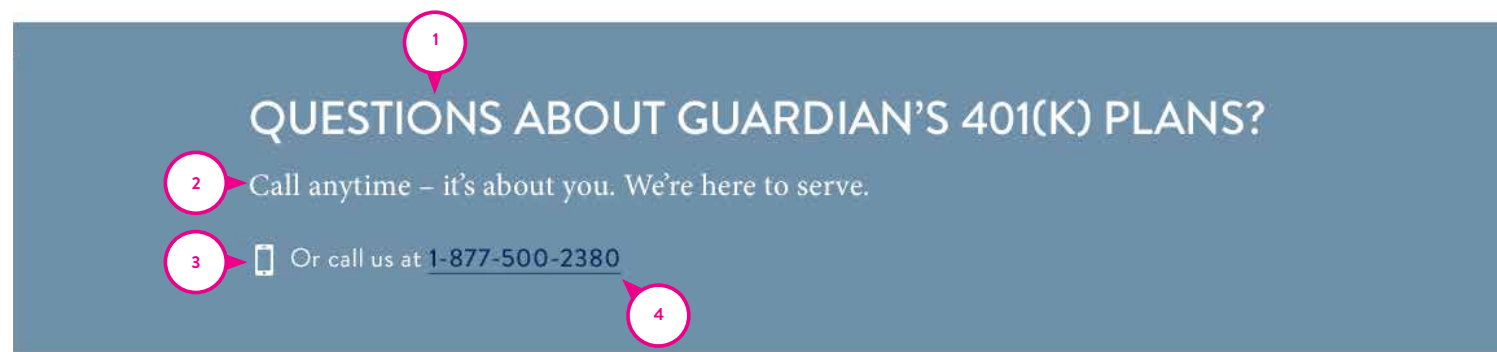 1
QUESTIONS ABOUT GUARDIAN’S 401(K) PLANS?
2
Call anytime – it’s about you. We’re here to serve.
3
Or call us at 1-877-500-2380
4